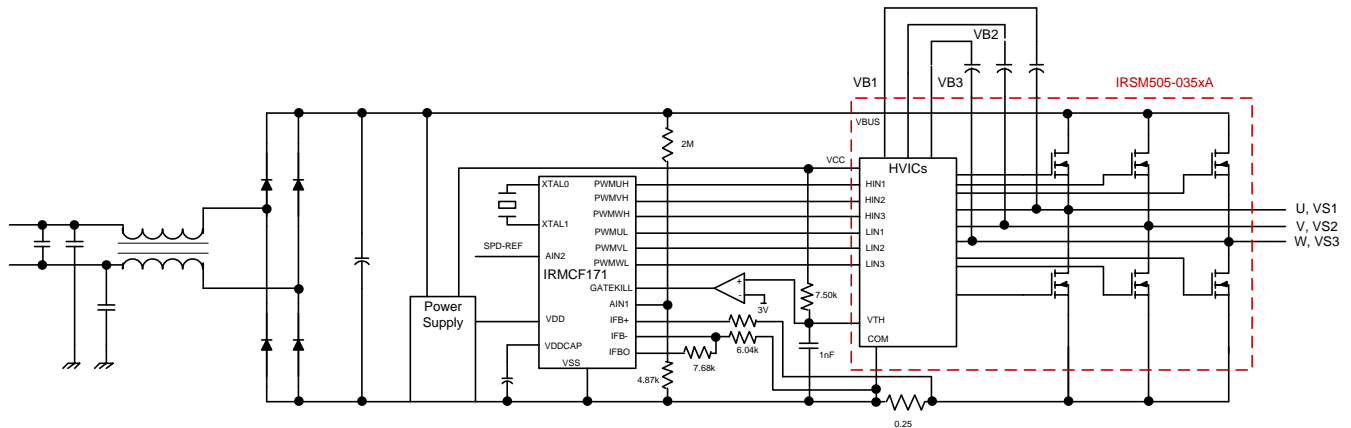 VB2
VB1
VB3
IRSM505-035xA
VBUS
2M
VCC
HVICs
XTAL0
PWMUH
HIN1
PWMVH
HIN2
PWMWH
HIN3
U, VS1
XTAL1
PWMUL
LIN1
V, VS2
SPD-REF
PWMVL
LIN2
W, VS3
AIN2
PWMWL
LIN3
IRMCF171
GATEKILL
+
-
3V
7.50k
Power
Supply
AIN1
VDD
IFB+
VTH
IFB-
COM
VDDCAP
IFBO
6.04k
1nF
VSS
7.68k
4.87k
0.25